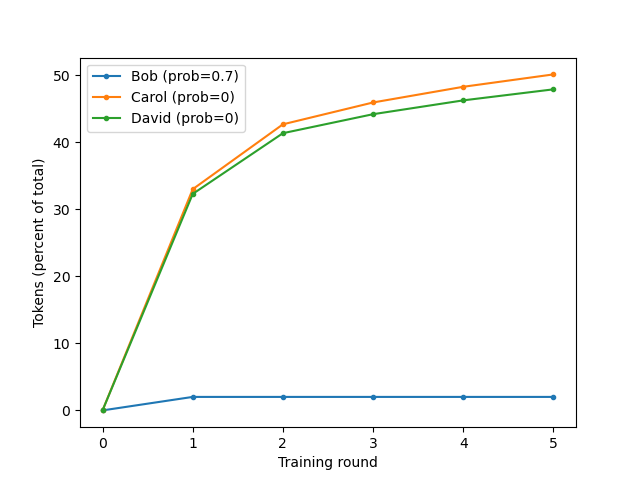 Bob (prob=0.7)
Carol (prob=0)
David (prob=0)
Tokens (percent of total)
50
40
30
20
10
0
0 1 2 3 4 5
Training round